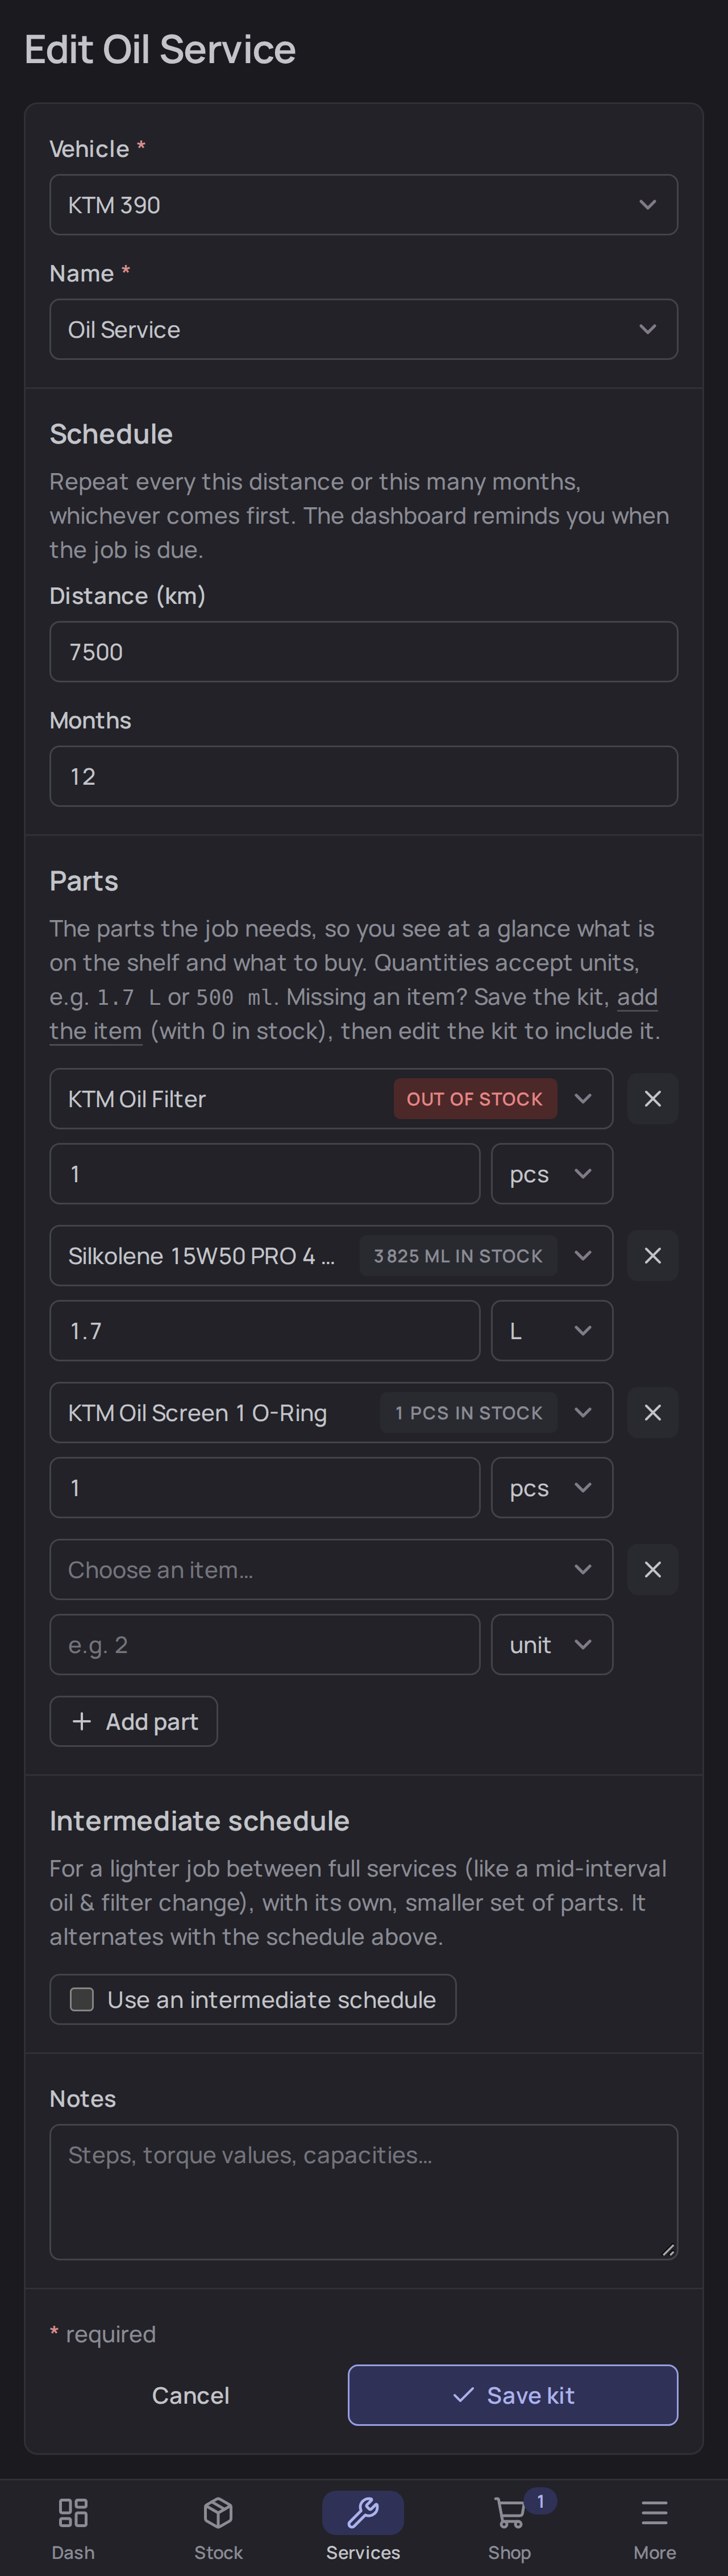 Edit Oil Service
Vehicle *
KTM 390
Name *
Oil Service
Schedule
Repeat every this distance or this many months,
whichever comes first. The dashboard reminds you when
the job is due.
Distance (km)
7500
Months
12
Parts
The parts the job needs, so you see at a glance what is
on the shelf and what to buy. Quantities accept units,
e.g. 1.7 L or 500 ml. Missing an item? Save the kit, add
the item (with 0 in stock), then edit the kit to include it.
KTM Oil Filter OUT OF STOCK
1 pcs
Silkolene 15W50 PRO 4 ... 3 825 ML IN STOCK
1.7 L
KTM Oil Screen 1 O-Ring 1 PCS IN STOCK
1 pcs
Choose an item...
e.g. 2 unit
Add part
Intermediate schedule
For a lighter job between full services (like a mid-interval
oil & filter change), with its own, smaller set of parts. It
alternates with the schedule above.
Use an intermediate schedule
Notes
Steps, torque values, capacities...
* required
Cancel Save kit
1
Dash Stock Services Shop More